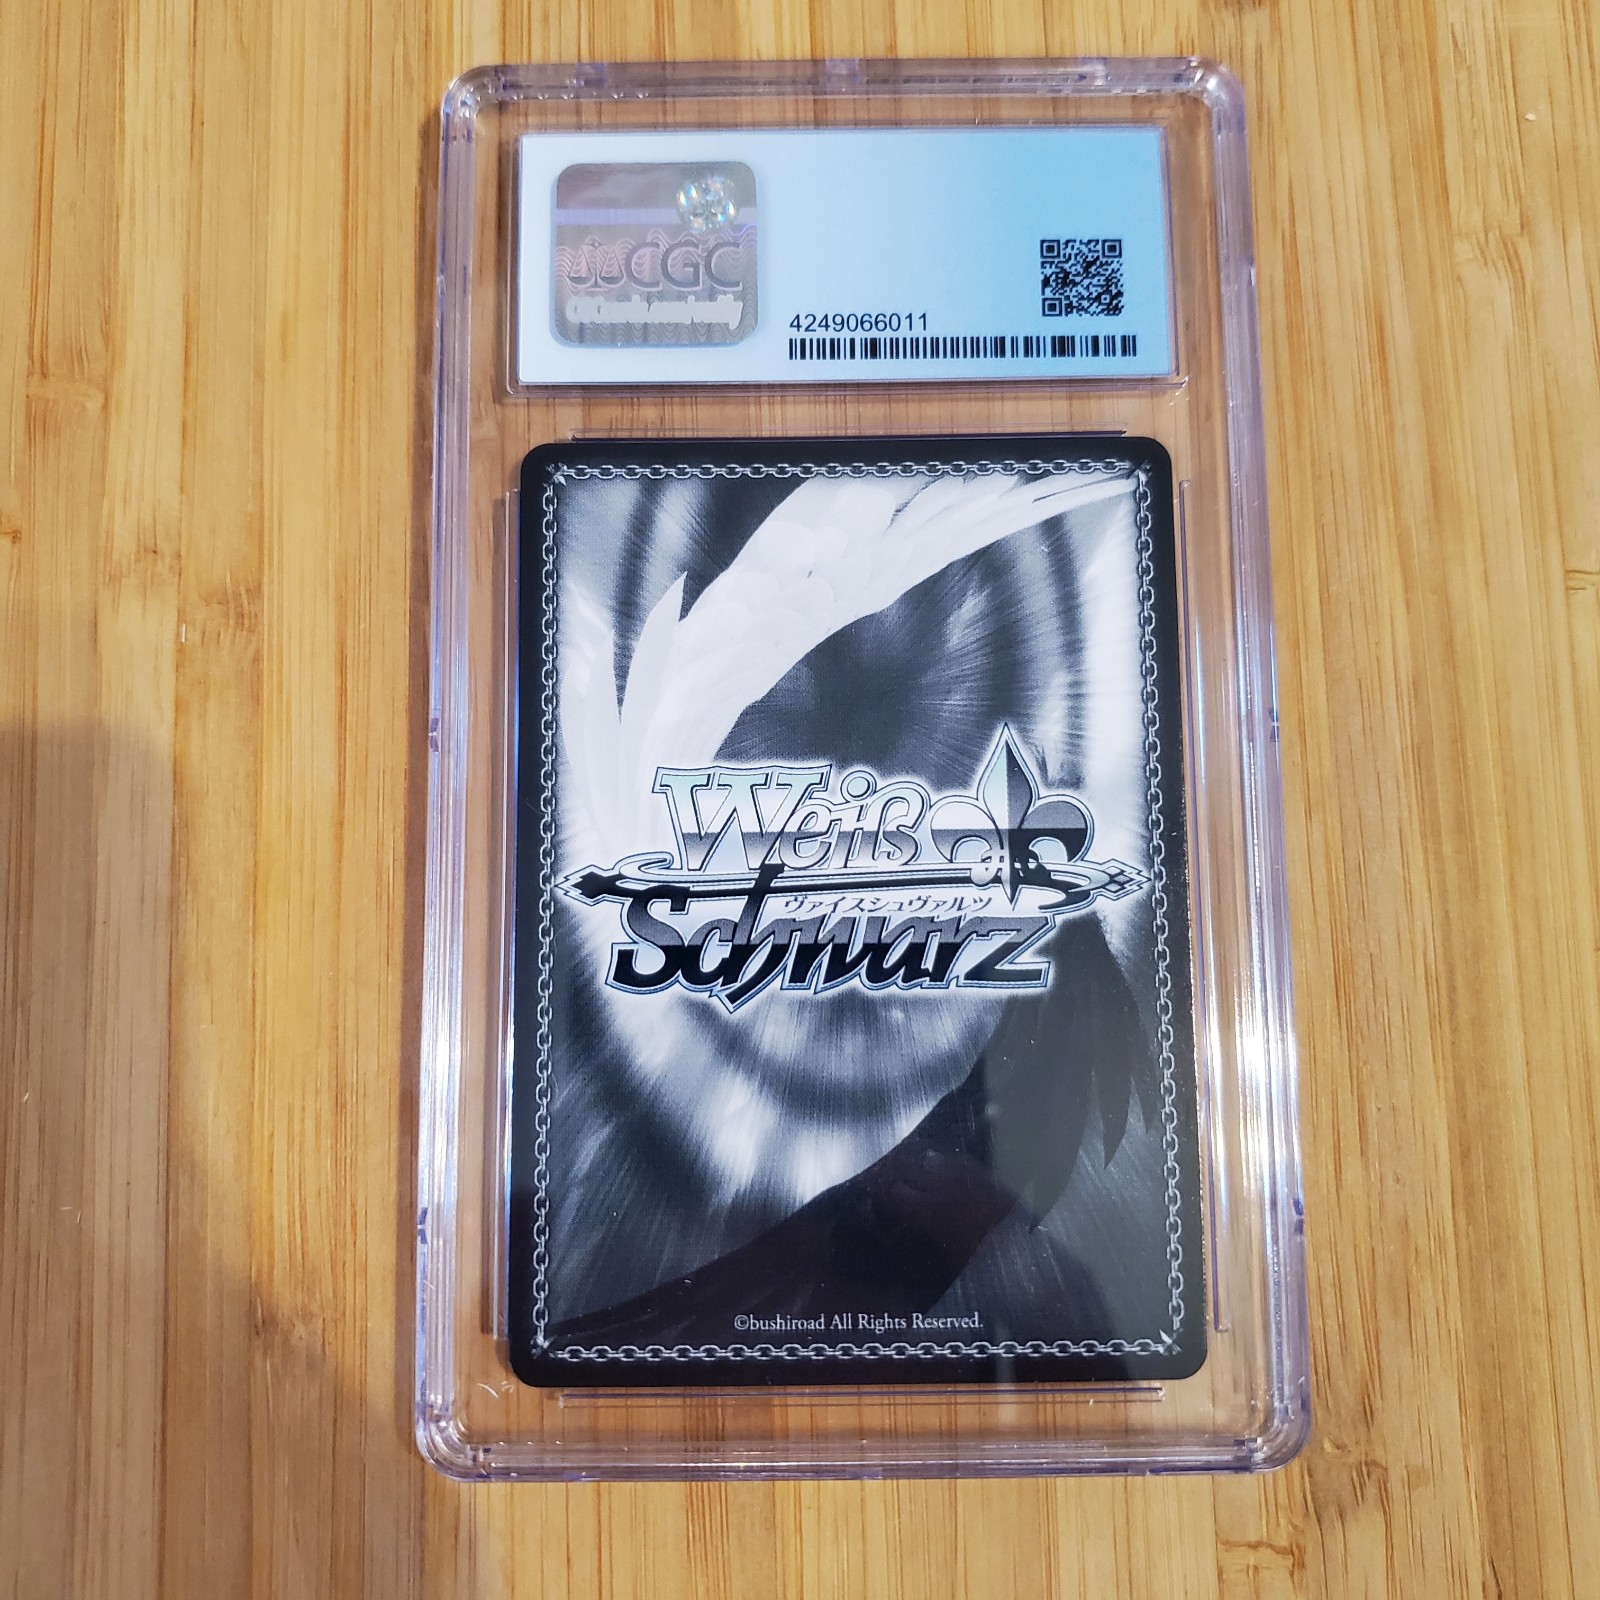 CGC
4249066011
Weiß
ヴァイスシュヴァルツ
Schwarz
©bushiroad All Rights Reserved.